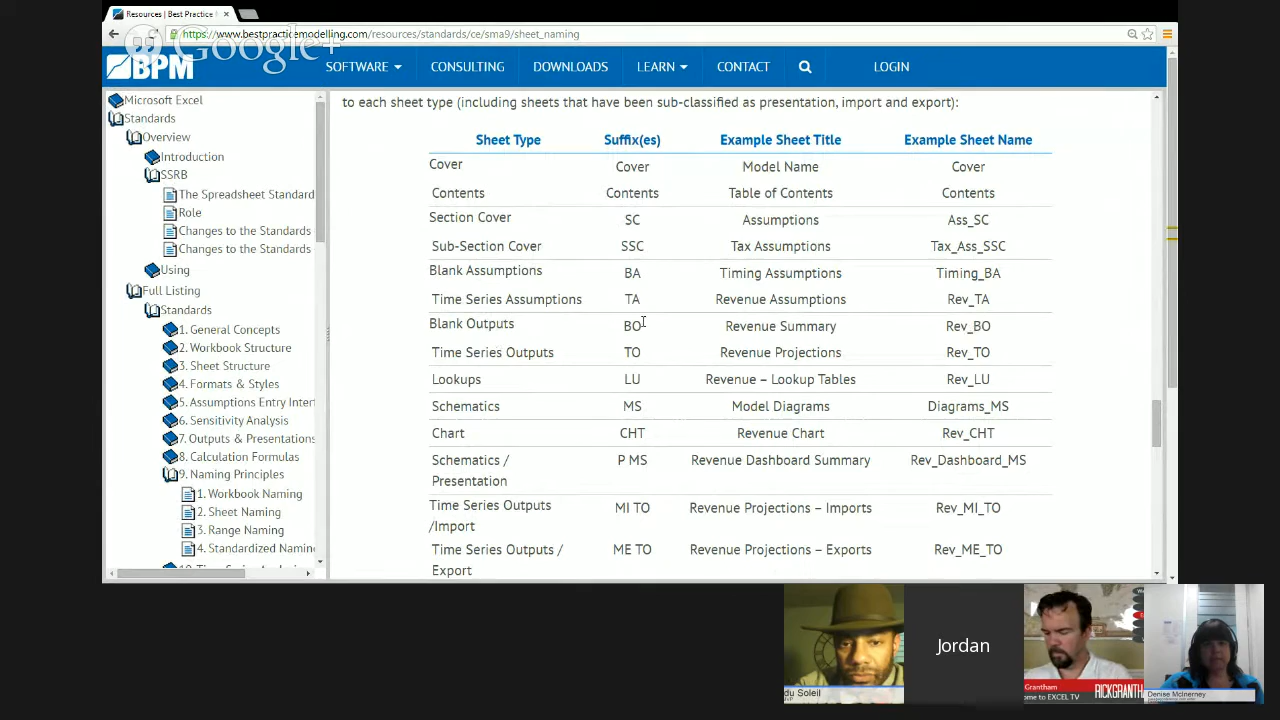 Resources | Best Practice
https://www.bestpracticemodelling.com/resources/standards/ce/sma9/sheet_naming
Google+
BPM
SOFTWARE CONSULTING DOWNLOADS LEARN CONTACT LOGIN
Microsoft Excel
Standards
Overview
Introduction
SSRB
The Spreadsheet Standard
Role
Changes to the Standards
Changes to the Standards
Using
Full Listing
Standards
1. General Concepts
2. Workbook Structure
3. Sheet Structure
4. Formats & Styles
5. Assumptions Entry Inter
6. Sensitivity Analysis
7. Outputs & Presentations
8. Calculation Formulas
9. Naming Principles
1. Workbook Naming
2. Sheet Naming
3. Range Naming
4. Standardized Namin
to each sheet type (including sheets that have been sub-classified as presentation, import and export):
Sheet Type Suffix(es) Example Sheet Title Example Sheet Name
Cover Cover Model Name Cover
Contents Contents Table of Contents Contents
Section Cover SC Assumptions Ass_SC
Sub-Section Cover SSC Tax Assumptions Tax_Ass_SSC
Blank Assumptions BA Timing Assumptions Timing_BA
Time Series Assumptions TA Revenue Assumptions Rev_TA
Blank Outputs BO Revenue Summary Rev_BO
Time Series Outputs TO Revenue Projections Rev_TO
Lookups LU Revenue – Lookup Tables Rev_LU
Schematics MS Model Diagrams Diagrams_MS
Chart CHT Revenue Chart Rev_CHT
Schematics / P MS Revenue Dashboard Summary Rev_Dashboard_MS
Presentation
Time Series Outputs MI TO Revenue Projections – Imports Rev_MI_TO
/Import
Time Series Outputs / ME TO Revenue Projections – Exports Rev_ME_TO
Export
du Soleil
Jordan
Grantham
me to EXCEL TV
RICKGRANTH
Denise McInerney